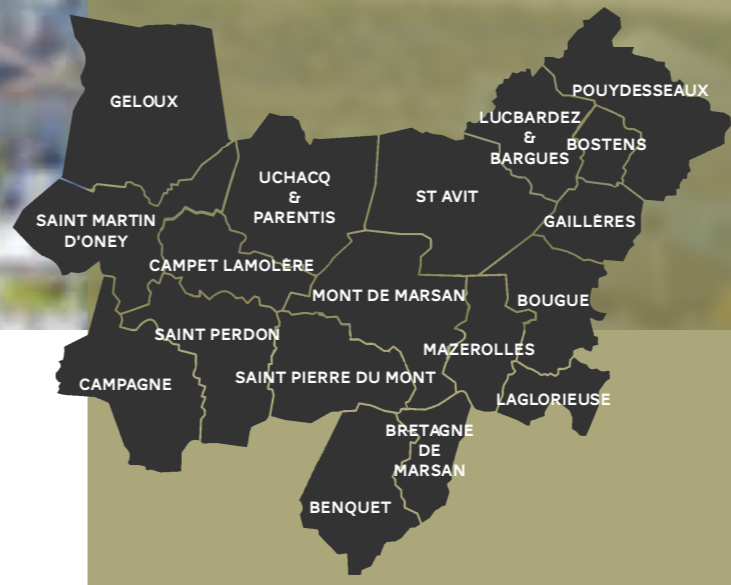 GELOUX
POUYDESSEAUX
LUCBARDEZ
&
BARGUES
BOSTENS
UCHACQ
&
PARENTIS
ST AVIT
SAINT MARTIN
D'ONEY
GAILLÈRES
CAMPET LAMOLÈRE
MONT DE MARSAN
BOUGUE
SAINT PERDON
MAZEROLLES
CAMPAGNE
SAINT PIERRE DU MONT
LAGLORIEUSE
BRETAGNE
DE
MARSAN
BENQUET